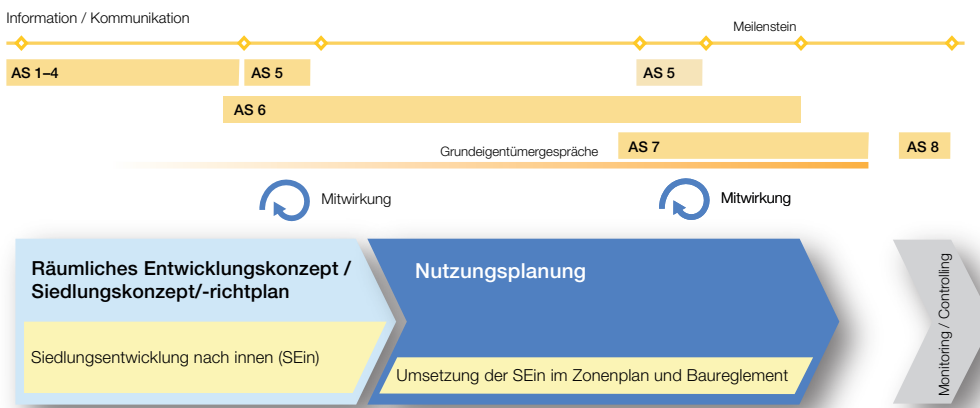 Information / Kommunikation
Meilenstein
AS 1–4
AS 5
AS 5
AS 6
Grundeigentümergespräche
AS 7
AS 8
Mitwirkung
Mitwirkung
Räumliches Entwicklungskonzept /
Siedlungskonzept/-richtplan
Nutzungsplanung
Siedlungsentwicklung nach innen (SEin)
Umsetzung der SEin im Zonenplan und Baureglement
Monitoring / Controlling